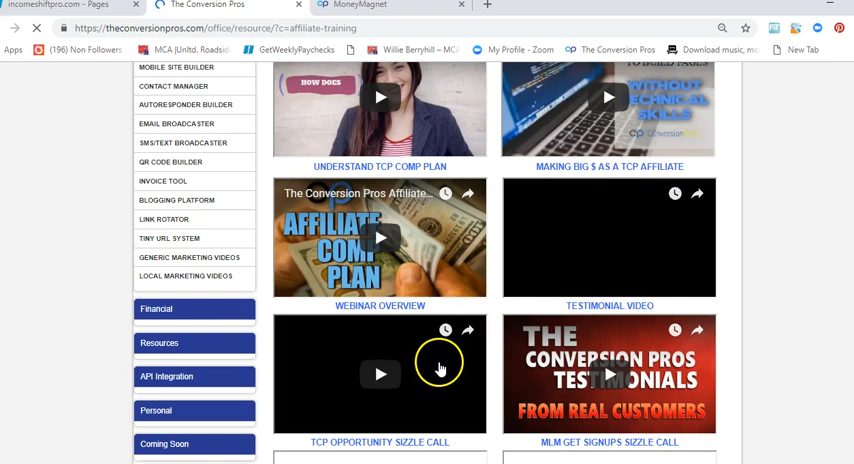 incomeshiftpro.com - Pages
The Conversion Pros
MoneyMagnet
https://theconversionpros.com/office/resource/?c=affiliate-training
Apps
(196) Non Followers
MCA |Unltd. Roadsid
GetWeeklyPaychecks
Willie Berryhill – MCA
My Profile - Zoom
The Conversion Pros
Download music, mo
New Tab
MOBILE SITE BUILDER
CONTACT MANAGER
AUTORESPONDER BUILDER
EMAIL BROADCASTER
SMS/TEXT BROADCASTER
QR CODE BUILDER
INVOICE TOOL
BLOGGING PLATFORM
LINK ROTATOR
TINY URL SYSTEM
GENERIC MARKETING VIDEOS
LOCAL MARKETING VIDEOS
Financial
Resources
API Integration
Personal
Coming Soon
HOW DOES
UNDERSTAND TCP COMP PLAN
TO BUILD PAGES
WITHOUT
TECHNICAL
SKILLS
MAKING BIG $ AS A TCP AFFILIATE
The Conversion Pros Affiliate...
AFFILIATE
COMP
PLAN
WEBINAR OVERVIEW
TESTIMONIAL VIDEO
TCP OPPORTUNITY SIZZLE CALL
THE
CONVERSION PROS
TESTIMONIALS
FROM REAL CUSTOMERS
MLM GET SIGNUPS SIZZLE CALL